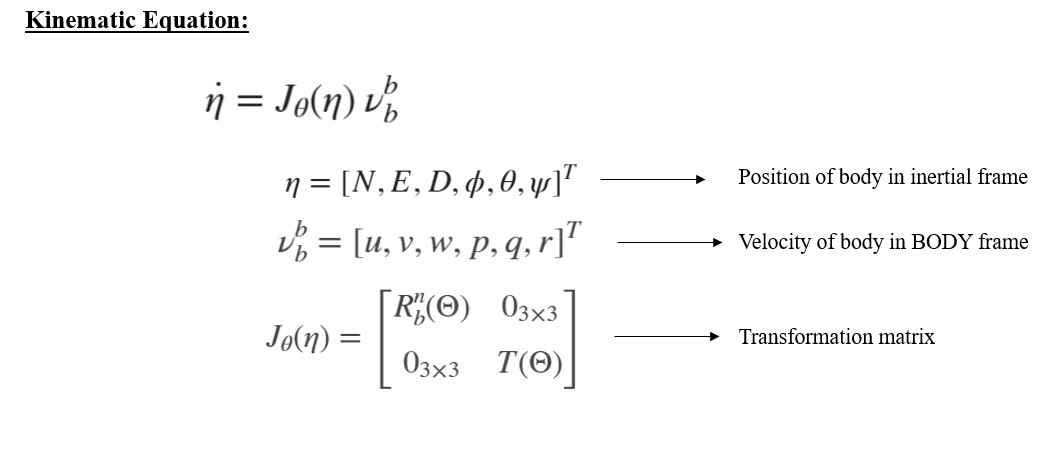 Kinematic Equation:
η̇ = J_θ(η) ν_b^b
η = [N, E, D, ϕ, θ, ψ]^T Position of body in inertial frame
ν_b^b = [u, v, w, p, q, r]^T Velocity of body in BODY frame
J_θ(η) = [R_b^n(Θ) 0_{3×3}
0_{3×3} T(Θ)] Transformation matrix